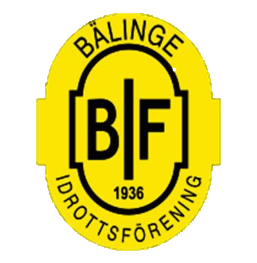 BÄLINGE
BIF
1936
IDROTTSFÖRENING